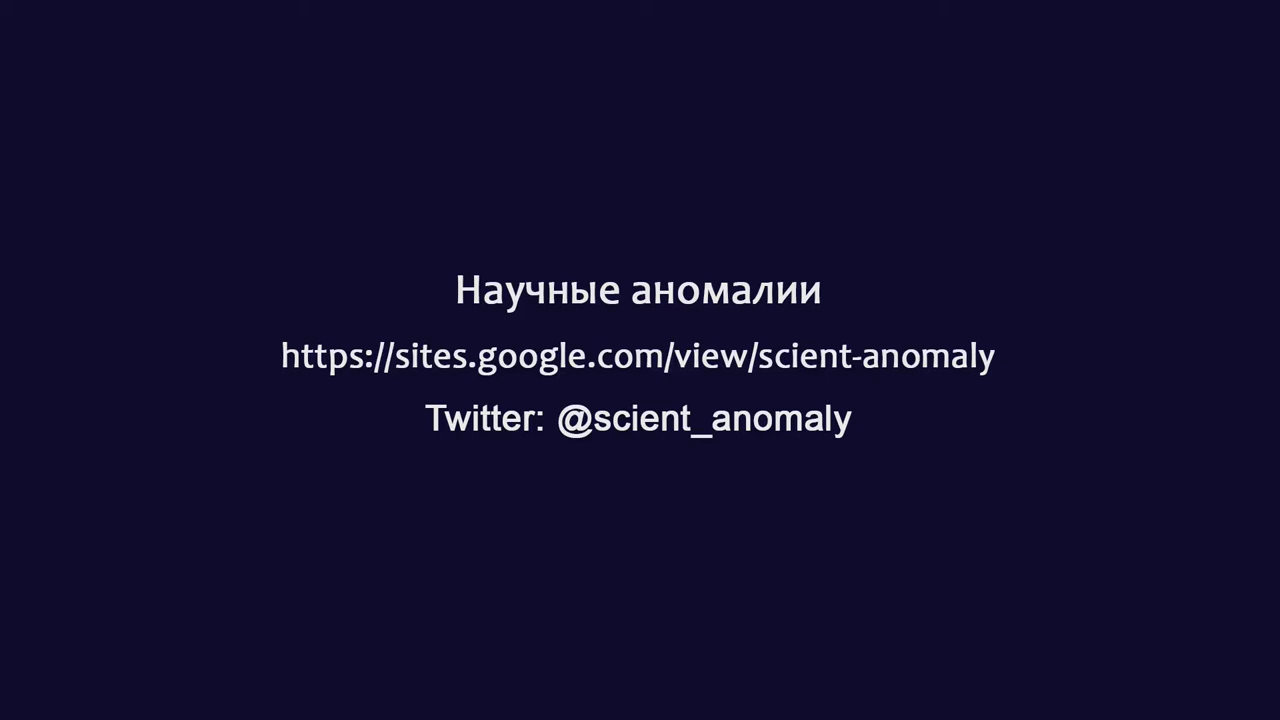 Научные аномалии
https://sites.google.com/view/scient-anomaly
Twitter: @scient_anomaly